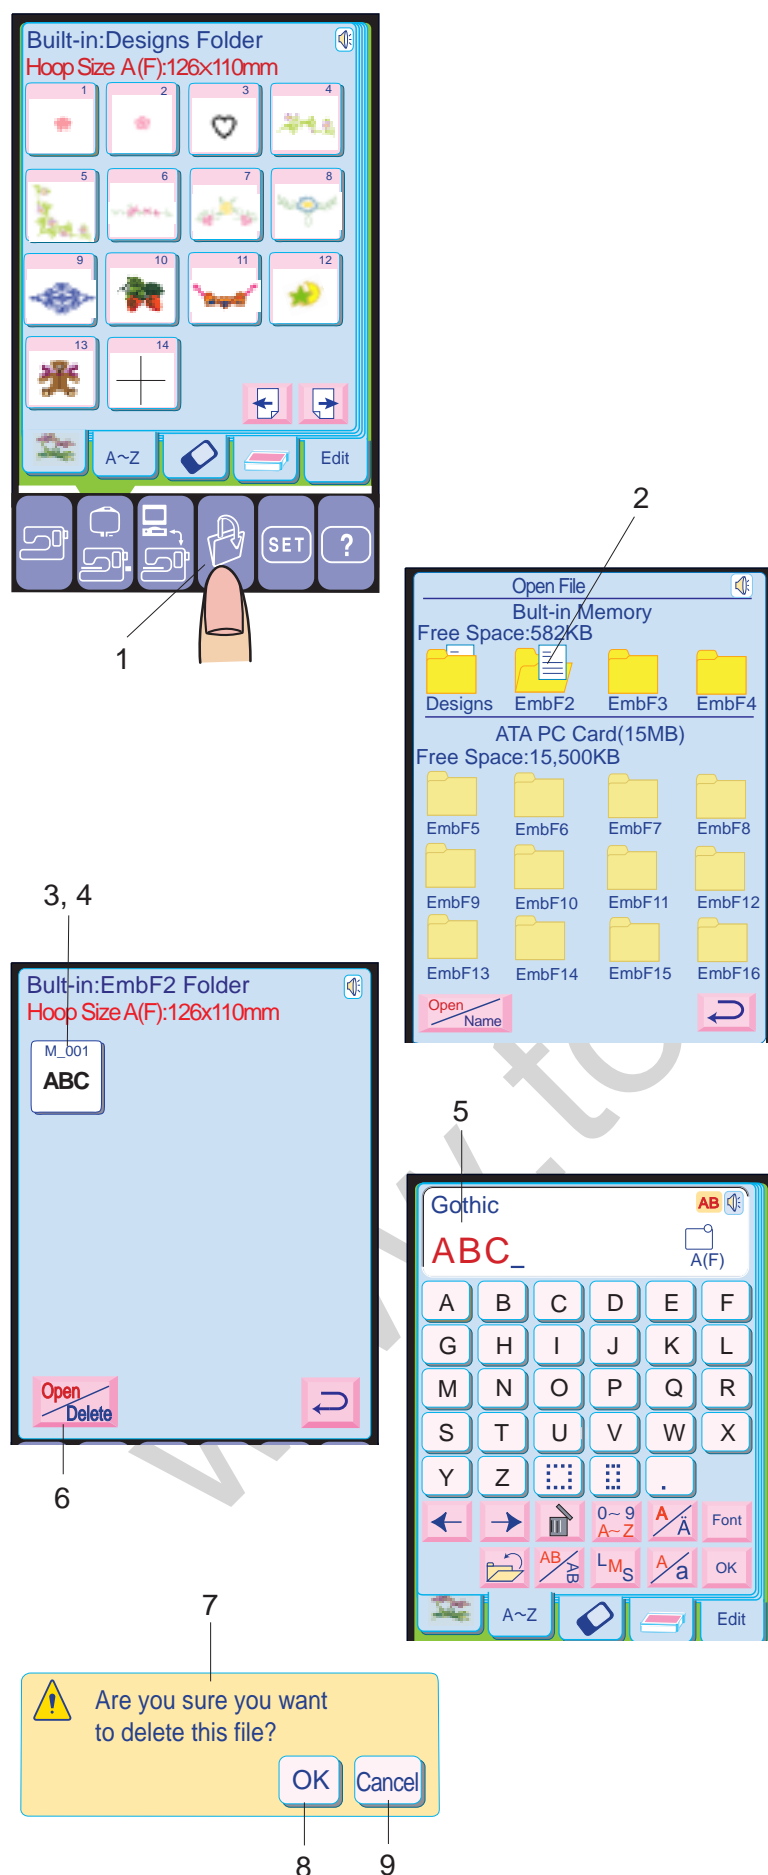 Built-in:Designs Folder
Hoop Size A(F):126x110mm
1 2 3 4
5 6 7 8
9 10 11 12
13 14
A~Z Edit
SET ?
1
2
Open File
Bult-in Memory
Free Space:582KB
Designs EmbF2 EmbF3 EmbF4
ATA PC Card(15MB)
Free Space:15,500KB
EmbF5 EmbF6 EmbF7 EmbF8
EmbF9 EmbF10 EmbF11 EmbF12
EmbF13 EmbF14 EmbF15 EmbF16
Open
Name
3, 4
Bult-in:EmbF2 Folder
Hoop Size A(F):126x110mm
M_001
ABC
Open
Delete
6
5
Gothic AB
ABC_
A(F)
A B C D E F
G H I J K L
M N O P Q R
S T U V W X
Y Z .
0~9
A~Z
A/Ä
Font
AB/AB
LMS
A/a
OK
A~Z Edit
7
Are you sure you want
to delete this file?
OK Cancel
8 9